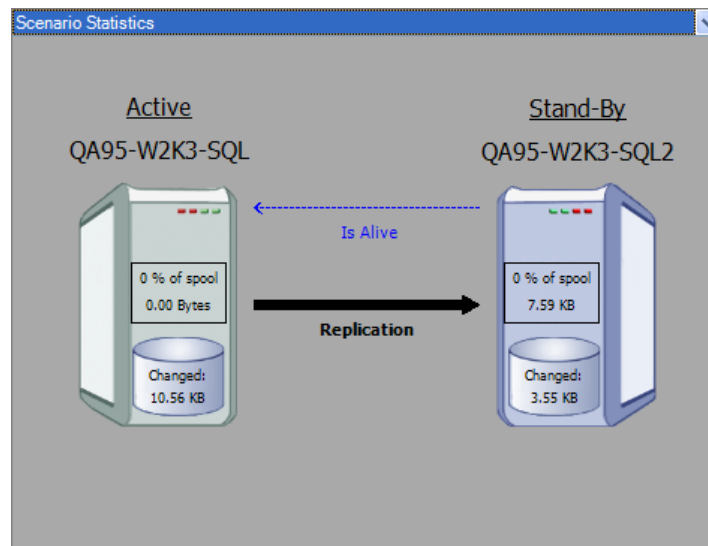 Scenario Statistics
Active
Stand-By
QA95-W2K3-SQL
QA95-W2K3-SQL2
Is Alive
0 % of spool
0.00 Bytes
0 % of spool
7.59 KB
Replication
Changed:
10.56 KB
Changed:
3.55 KB